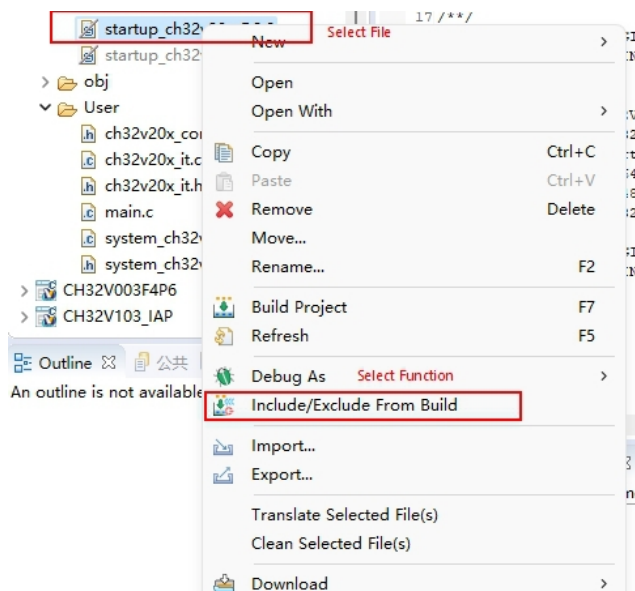 17/**/
startup_ch32v
New
Select File
startup_ch32
obj
Open
User
Open With
ch32v20x_con
ch32v20x_it.c
Copy Ctrl+C
ch32v20x_it.h
Paste Ctrl+V
main.c
Remove Delete
system_ch32v
Move...
system_ch32v
Rename... F2
CH32V003F4P6
Build Project F7
CH32V103_IAP
Refresh F5
Outline 公共
Debug As Select Function
An outline is not available
Include/Exclude From Build
Import...
Export...
Translate Selected File(s)
Clean Selected File(s)
Download